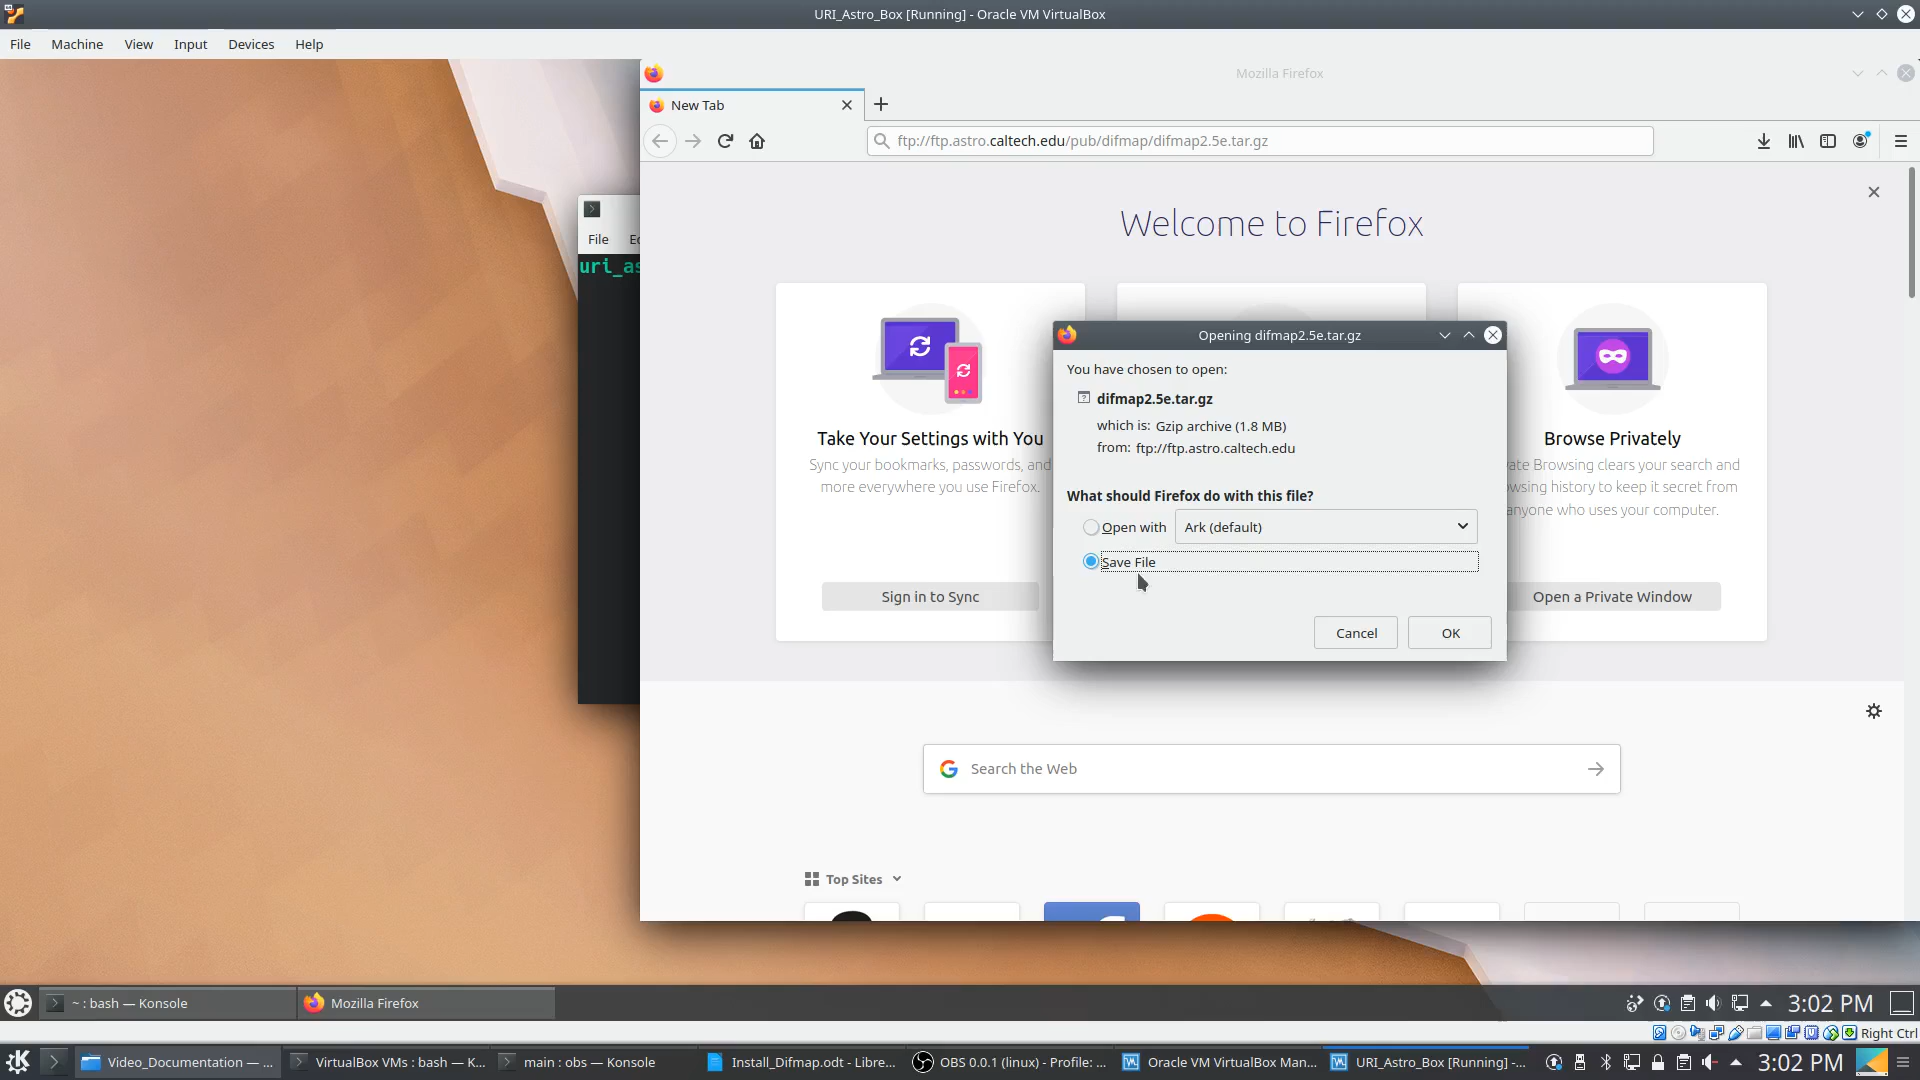 URI_Astro_Box [Running] - Oracle VM VirtualBox
File Machine View Input Devices Help
Mozilla Firefox
New Tab
ftp://ftp.astro.caltech.edu/pub/difmap/difmap2.5e.tar.gz
File
uri_as
Welcome to Firefox
Take Your Settings with You
Sync your bookmarks, passwords, and
more everywhere you use Firefox.
Sign in to Sync
Opening difmap2.5e.tar.gz
You have chosen to open:
difmap2.5e.tar.gz
which is: Gzip archive (1.8 MB)
from: ftp://ftp.astro.caltech.edu
What should Firefox do with this file?
Open with Ark (default)
Save File
Cancel OK
Browse Privately
ate Browsing clears your search and
owsing history to keep it secret from
anyone who uses your computer.
Open a Private Window
Search the Web
Top Sites
~ : bash — Konsole
Mozilla Firefox
3:02 PM
Right Ctrl
Video_Documentation — ...
VirtualBox VMs : bash — K...
main : obs — Konsole
Install_Difmap.odt - Libre...
OBS 0.0.1 (linux) - Profile: ...
Oracle VM VirtualBox Man...
URI_Astro_Box [Running] -...
3:02 PM